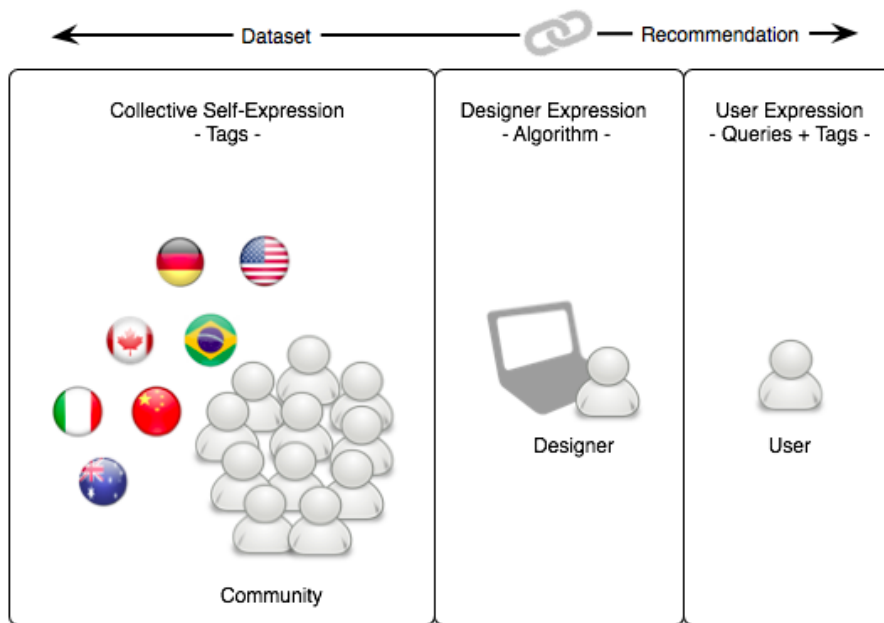 Dataset
Recommendation
Collective Self-Expression
- Tags -
Designer Expression
- Algorithm -
User Expression
- Queries + Tags -
Designer
User
Community